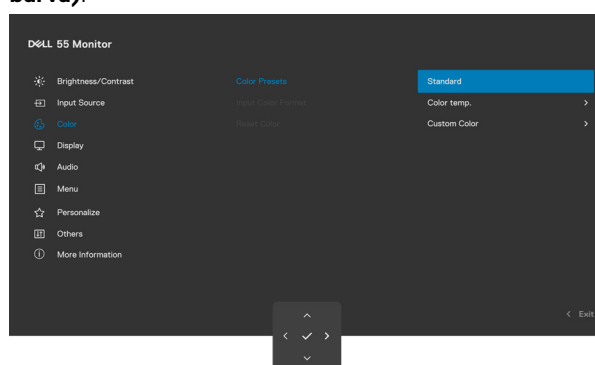 barva).
DELL 55 Monitor
Brightness/Contrast
Color Presets
Standard
Input Source
Input Color Format
Color temp.
Color
Reset Color
Custom Color
Display
Audio
Menu
Personalize
Others
More Information
Exit